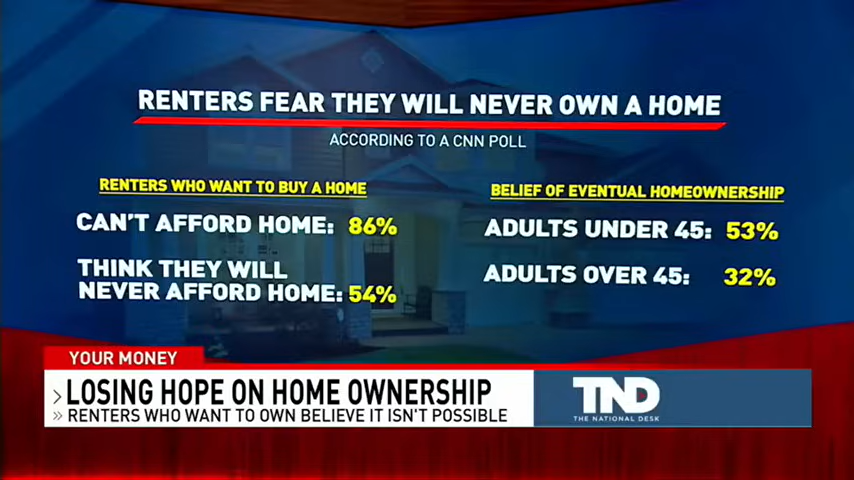 RENTERS FEAR THEY WILL NEVER OWN A HOME
ACCORDING TO A CNN POLL
RENTERS WHO WANT TO BUY A HOME
CAN'T AFFORD HOME: 86%
THINK THEY WILL
NEVER AFFORD HOME: 54%
BELIEF OF EVENTUAL HOMEOWNERSHIP
ADULTS UNDER 45: 53%
ADULTS OVER 45: 32%
YOUR MONEY
LOSING HOPE ON HOME OWNERSHIP
RENTERS WHO WANT TO OWN BELIEVE IT ISN'T POSSIBLE
TND
THE NATIONAL DESK